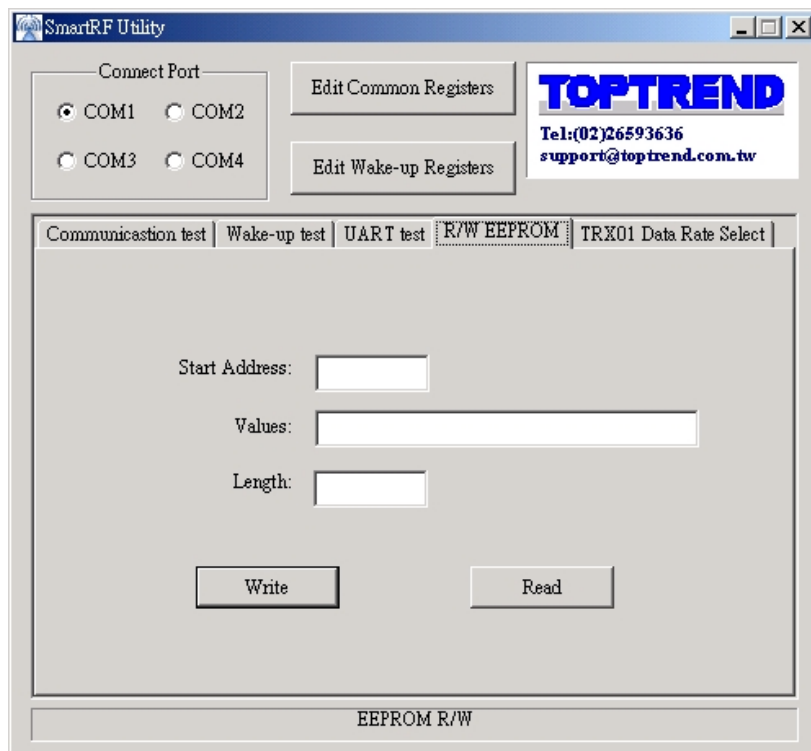 SmartRF Utility
Connect Port
COM1
COM2
COM3
COM4
Edit Common Registers
Edit Wake-up Registers
TOPTREND
Tel:(02)26593636
support@toptrend.com.tw
Communicastion test
Wake-up test
UART test
R/W EEPROM
TRX01 Data Rate Select
Start Address:
Values:
Length:
Write
Read
EEPROM R/W